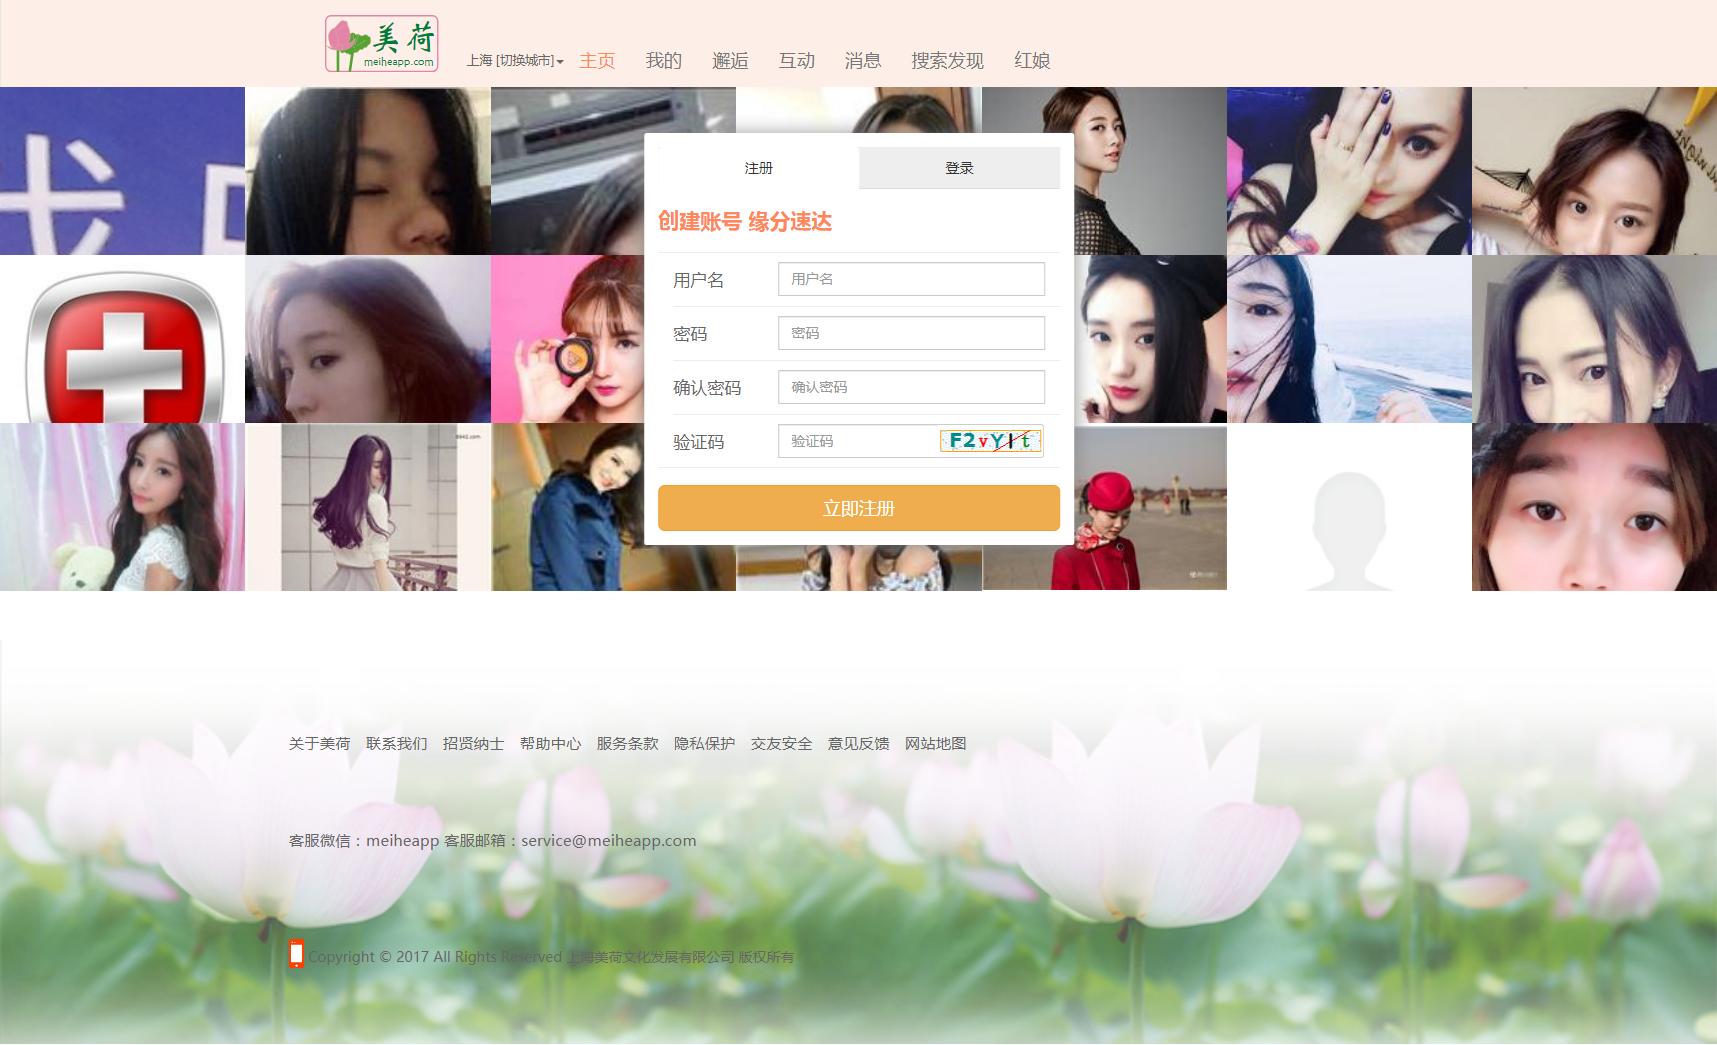 美荷
meiheapp.com
上海 [切换城市] 主页 我的 邂逅 互动 消息 搜索发现 红娘
注册 登录
创建账号 缘分速达
用户名 用户名
密码 密码
确认密码 确认密码
验证码 验证码 F2vYIt
立即注册
关于美荷 联系我们 招贤纳士 帮助中心 服务条款 隐私保护 交友安全 意见反馈 网站地图
客服微信：meiheapp 客服邮箱：service@meiheapp.com
Copyright © 2017 All Rights Reserved 上海美荷文化发展有限公司 版权所有